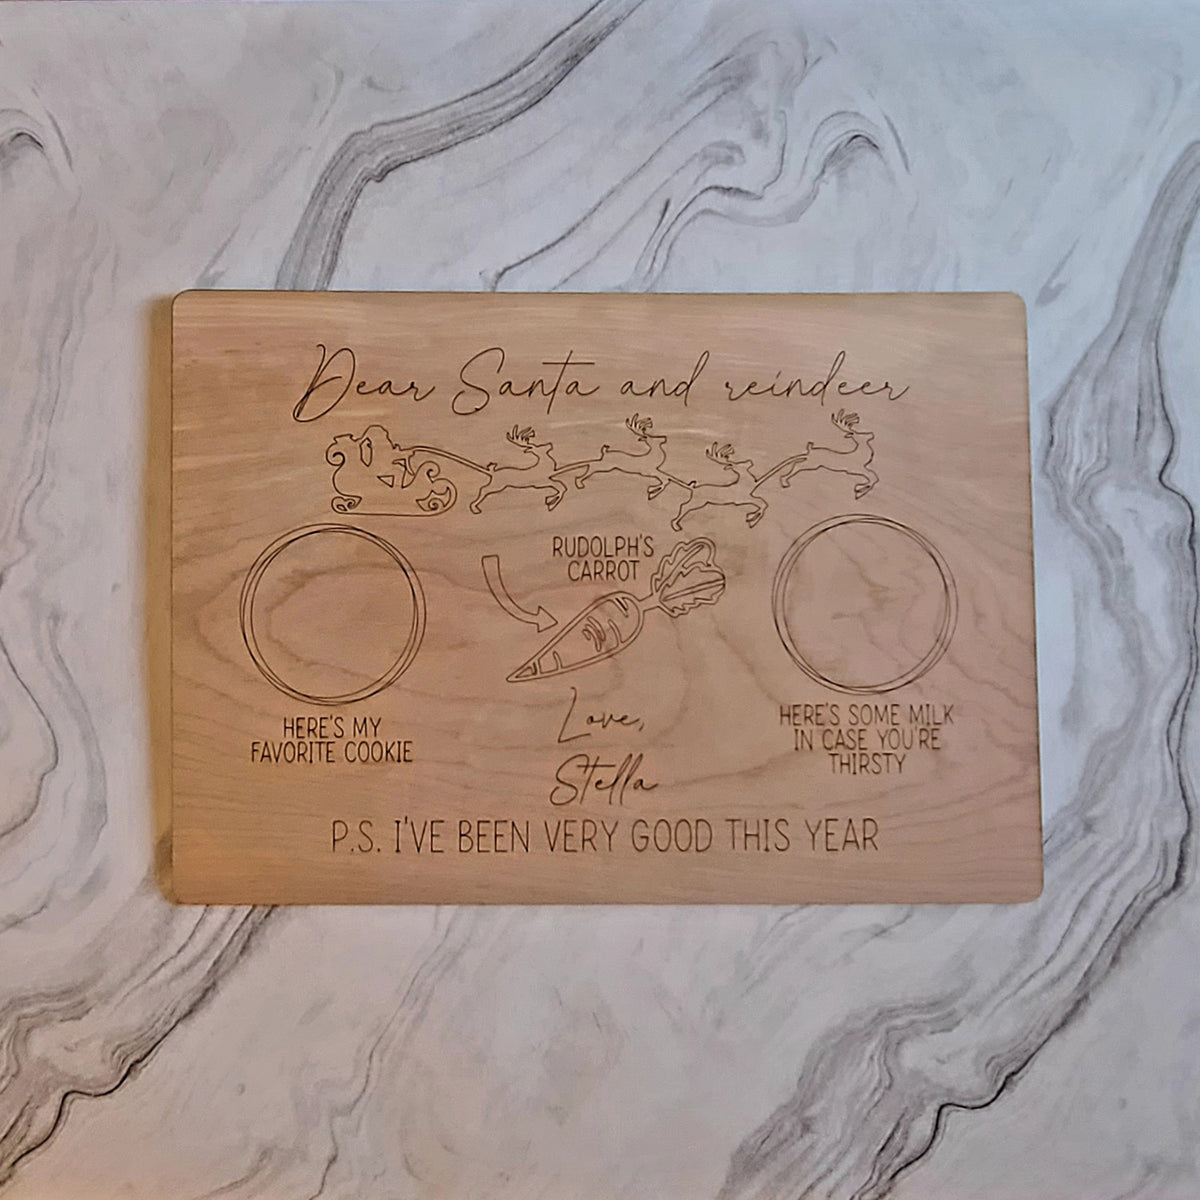 Dear Santa and reindeer
RUDOLPH'S
CARROT
HERE'S MY
FAVORITE COOKIE
HERE'S SOME MILK
IN CASE YOU'RE
THIRSTY
Love,
Stella
P.S. I'VE BEEN VERY GOOD THIS YEAR